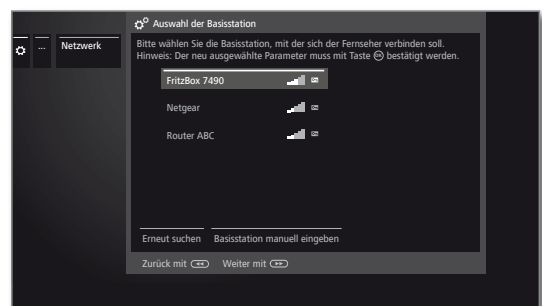 Auswahl der Basisstation
... Netzwerk
Bitte wählen Sie die Basisstation, mit der sich der Fernseher verbinden soll.
Hinweis: Der neu ausgewählte Parameter muss mit Taste OK bestätigt werden.
FritzBox 7490
Netgear
Router ABC
Erneut suchen Basisstation manuell eingeben
Zurück mit Weiter mit